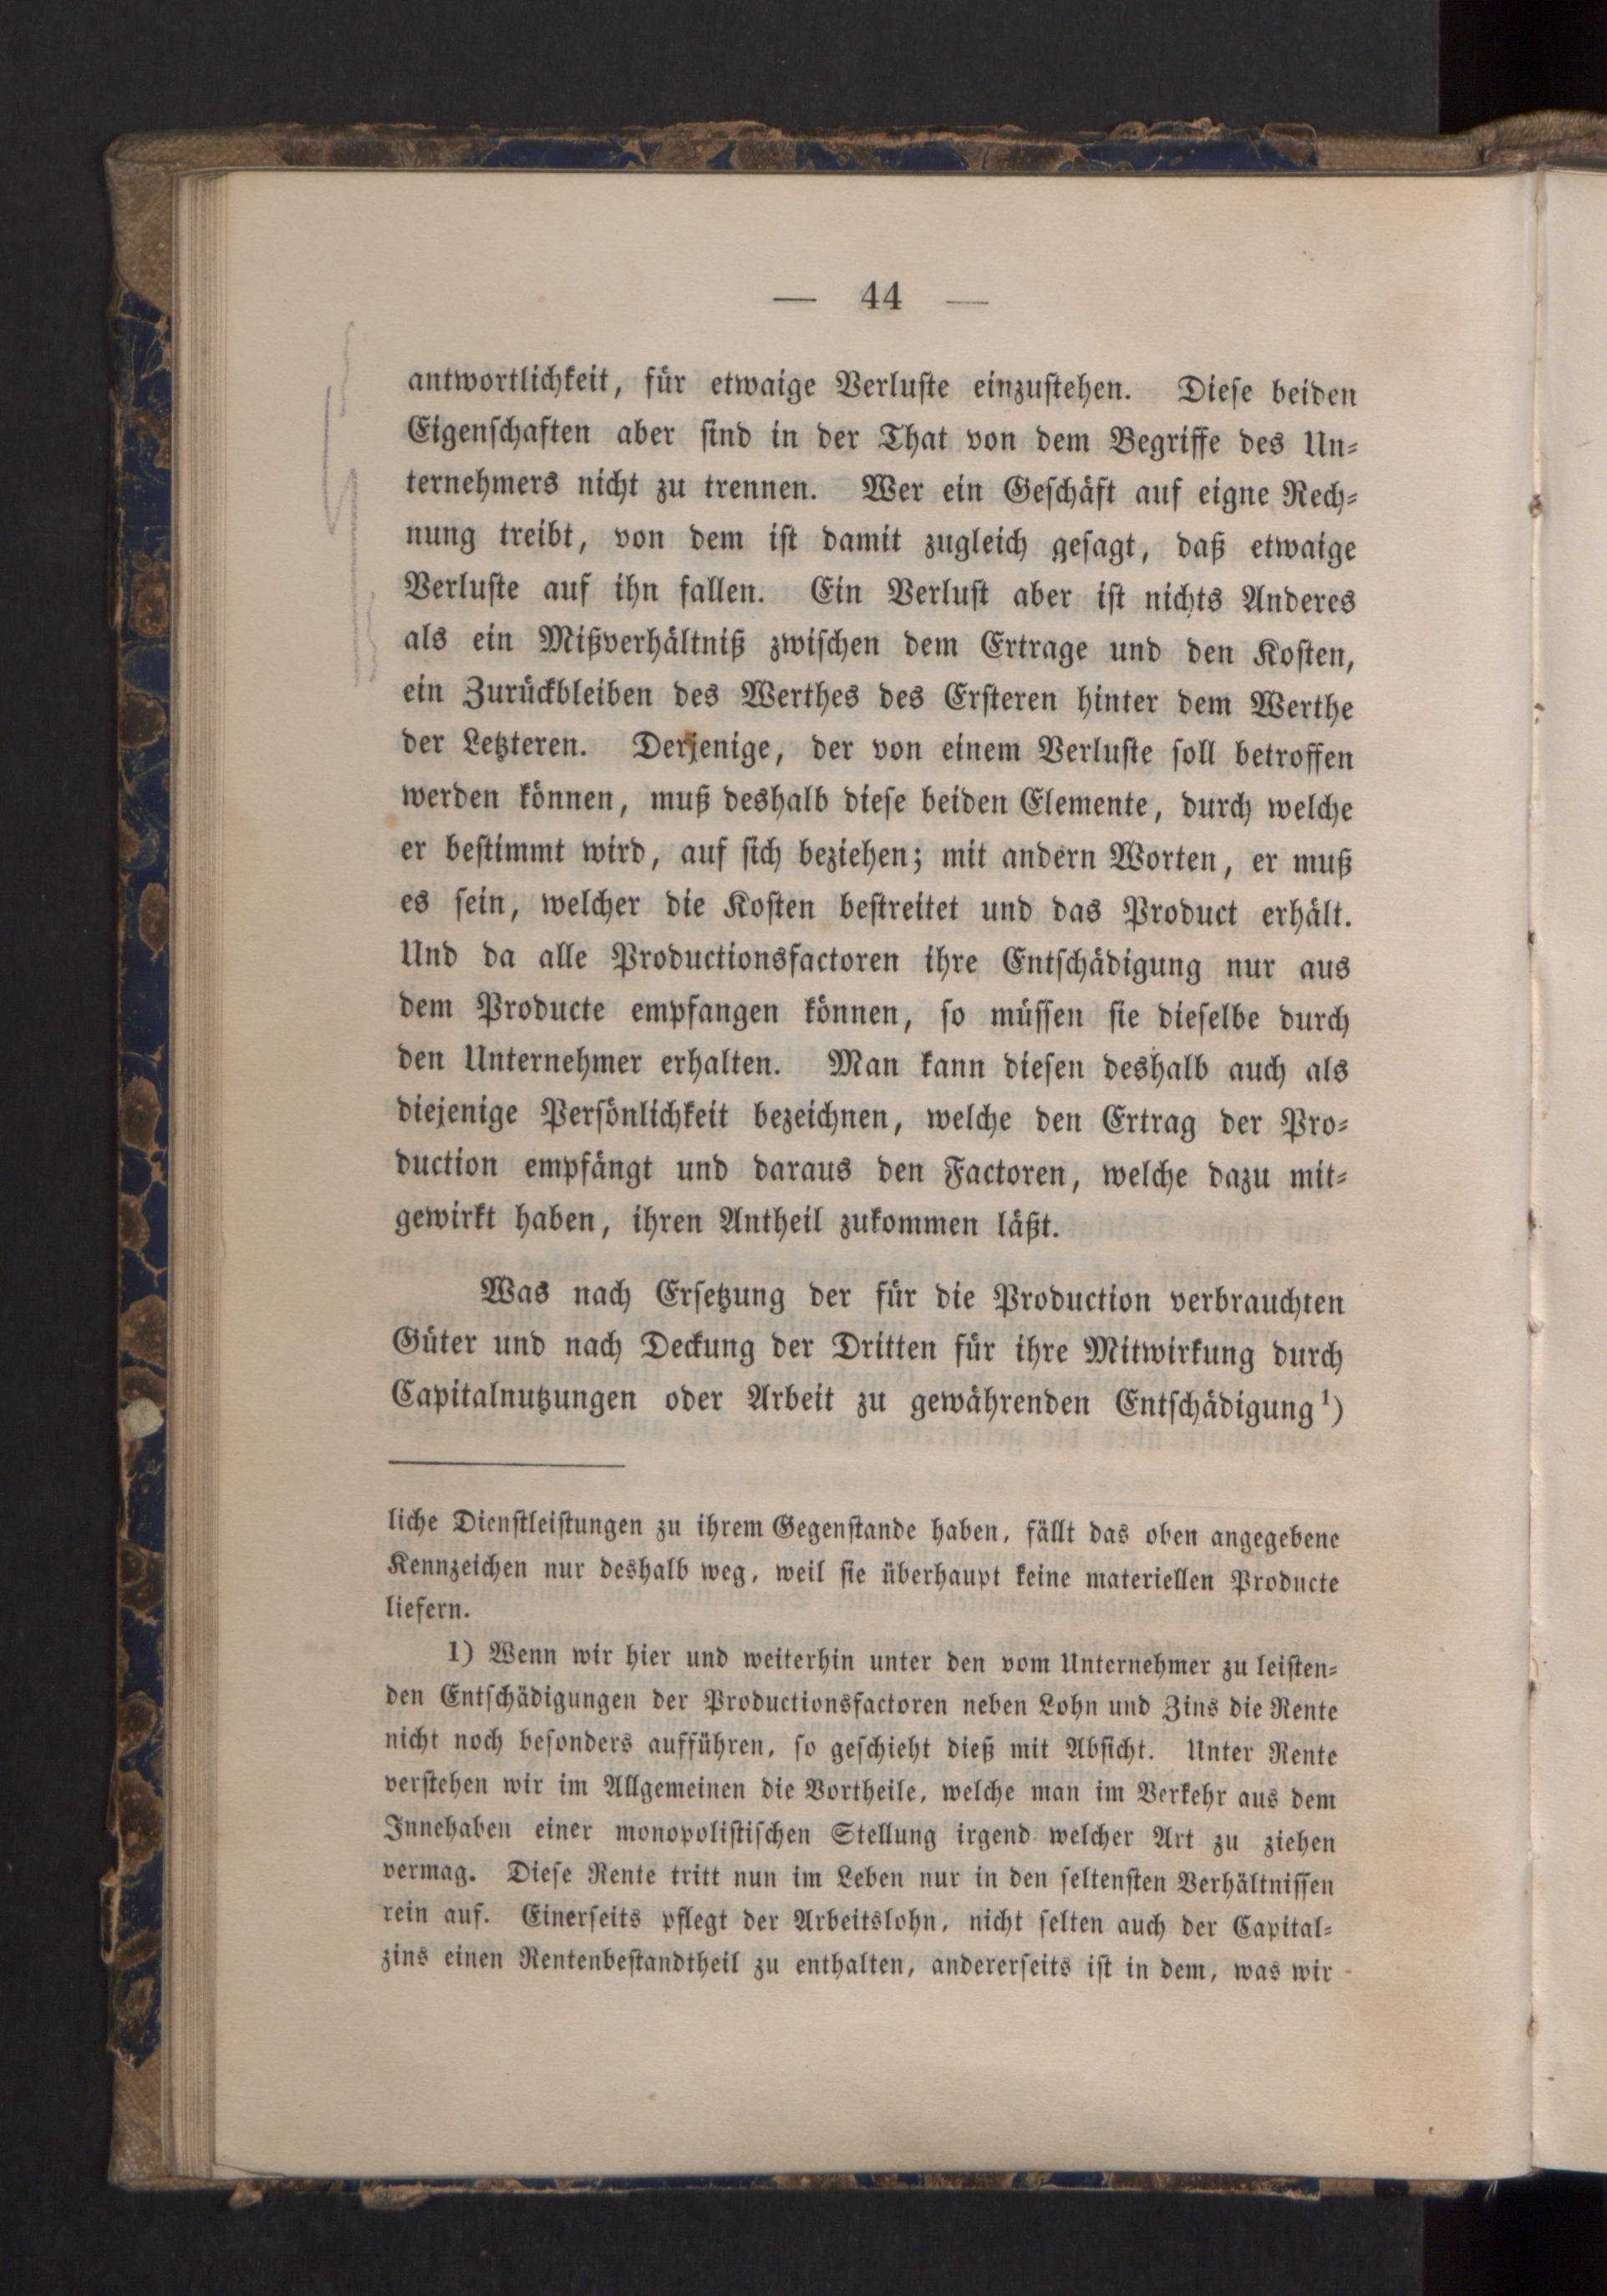 — 44 —
antwortlichkeit, für etwaige Verluste einzustehen. Diese beiden
Eigenschaften aber sind in der That von dem Begriffe des Un-
ternehmers nicht zu trennen. Wer ein Geschäft auf eigne Rech-
nung treibt, von dem ist damit zugleich gesagt, daß etwaige
Verluste auf ihn fallen. Ein Verlust aber ist nichts Anderes
als ein Mißverhältniß zwischen dem Ertrage und den Kosten,
ein Zurückbleiben des Werthes des Ersteren hinter dem Werthe
der Letzteren. Derjenige, der von einem Verluste soll betroffen
werden können, muß deshalb diese beiden Elemente, durch welche
er bestimmt wird, auf sich beziehen; mit andern Worten, er muß
es sein, welcher die Kosten bestreitet und das Product erhält.
Und da alle Productionsfactoren ihre Entschädigung nur aus
dem Producte empfangen können, so müssen sie dieselbe durch
den Unternehmer erhalten. Man kann diesen deshalb auch als
diejenige Persönlichkeit bezeichnen, welche den Ertrag der Pro-
duction empfängt und daraus den Factoren, welche dazu mit-
gewirkt haben, ihren Antheil zukommen läßt.
Was nach Ersetzung der für die Production verbrauchten
Güter und nach Deckung der Dritten für ihre Mitwirkung durch
Capitalnutzungen oder Arbeit zu gewährenden Entschädigung¹)
liche Dienstleistungen zu ihrem Gegenstande haben, fällt das oben angegebene
Kennzeichen nur deshalb weg, weil sie überhaupt keine materiellen Producte
liefern.
1) Wenn wir hier und weiterhin unter den vom Unternehmer zu leisten-
den Entschädigungen der Productionsfactoren neben Lohn und Zins die Rente
nicht noch besonders aufführen, so geschieht dieß mit Absicht. Unter Rente
verstehen wir im Allgemeinen die Vortheile, welche man im Verkehr aus dem
Innehaben einer monopolistischen Stellung irgend welcher Art zu ziehen
vermag. Diese Rente tritt nun im Leben nur in den seltensten Verhältnissen
rein auf. Einerseits pflegt der Arbeitslohn, nicht selten auch der Capital-
zins einen Rentenbestandtheil zu enthalten, andererseits ist in dem, was wir